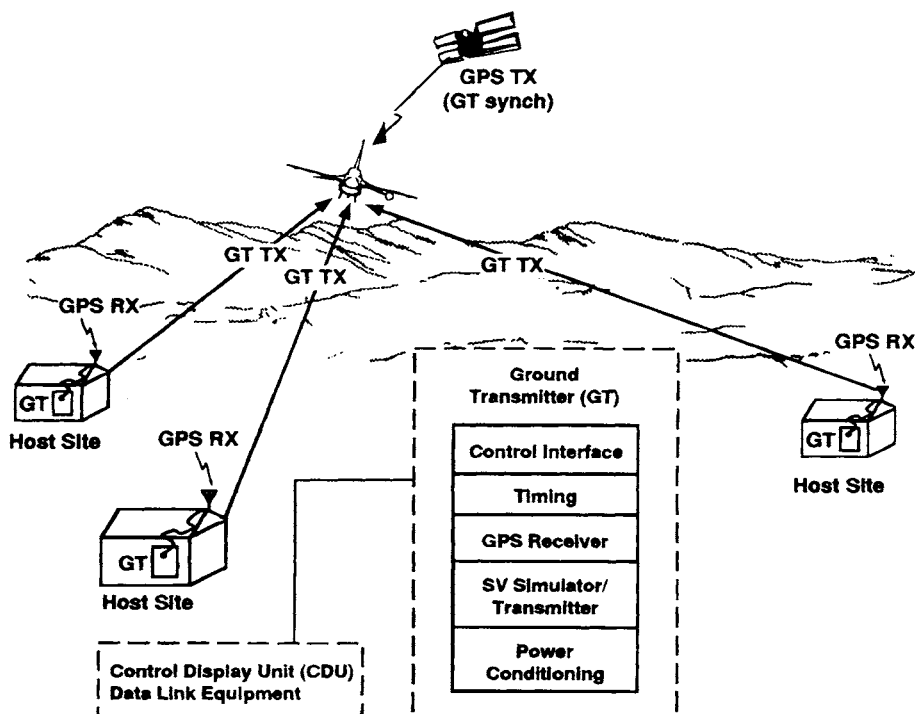 GPS TX
(GT synch)
GT TX
GT TX
GT TX
GPS RX
GPS RX
GPS RX
GT
Host Site
GT
Host Site
GT
Host Site
Ground
Transmitter (GT)
Control Interface
Timing
GPS Receiver
SV Simulator/
Transmitter
Power
Conditioning
Control Display Unit (CDU)
Data Link Equipment